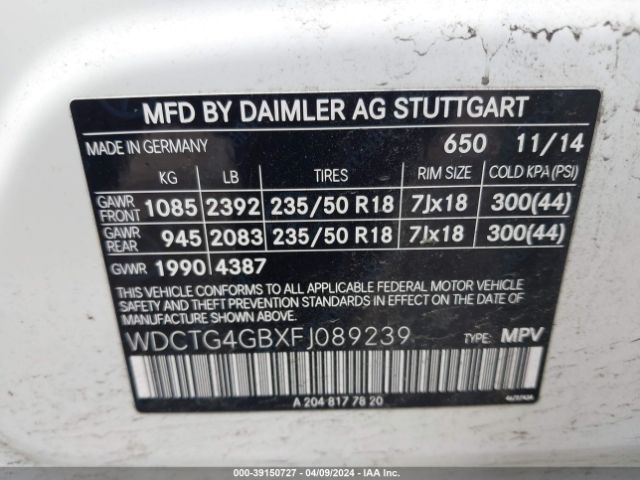 MFD BY DAIMLER AG STUTTGART
MADE IN GERMANY 650 11/14
KG LB TIRES RIM SIZE COLD KPA (PSI)
GAWR FRONT 1085 2392 235/50 R18 7Jx18 300(44)
GAWR REAR 945 2083 235/50 R18 7Jx18 300(44)
GVWR 1990 4387
THIS VEHICLE CONFORMS TO ALL APPLICABLE FEDERAL MOTOR VEHICLE
SAFETY, BUMPER, AND THEFT PREVENTION STANDARDS IN EFFECT ON THE
DATE OF MANUFACTURE SHOWN ABOVE.
WDCTG4GBXFJ089239 TYPE: MPV
A 204 817 78 20
000-39150727 - 04/09/2024 - IAA Inc.